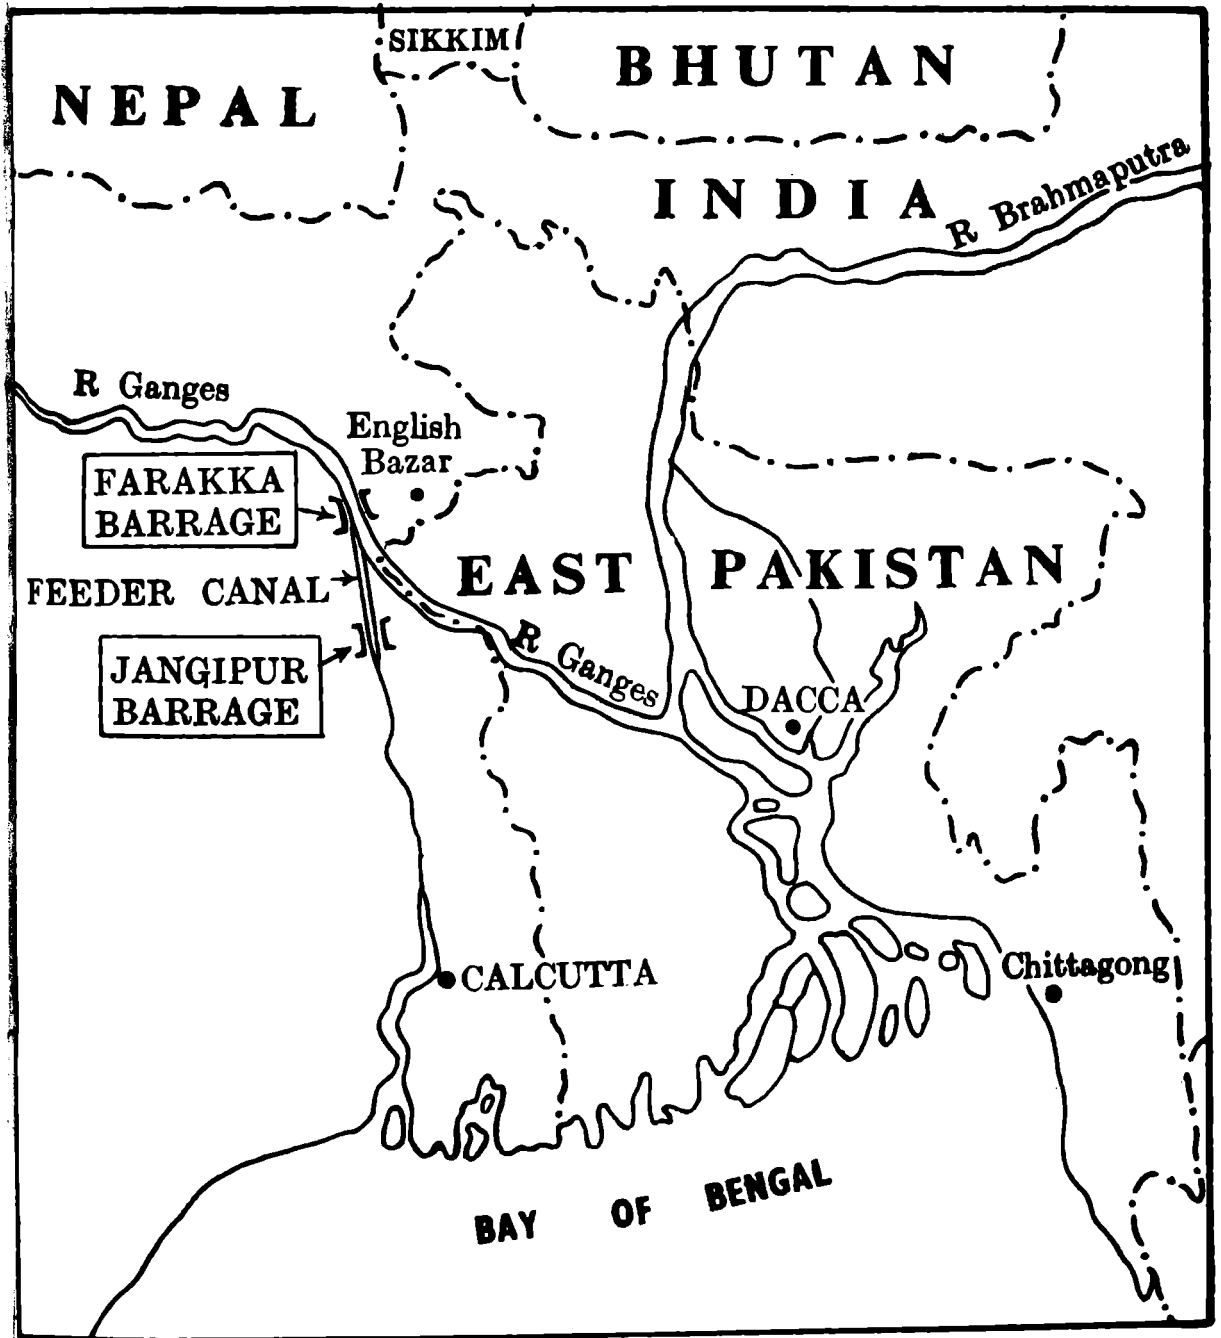 SIKKIM
BHUTAN
NEPAL
INDIA
R Brahmaputra
R Ganges
English
Bazar
FARAKKA
BARRAGE
EAST PAKISTAN
FEEDER CANAL
R Ganges
JANGIPUR
BARRAGE
DACCA
CALCUTTA
Chittagong
BAY OF BENGAL